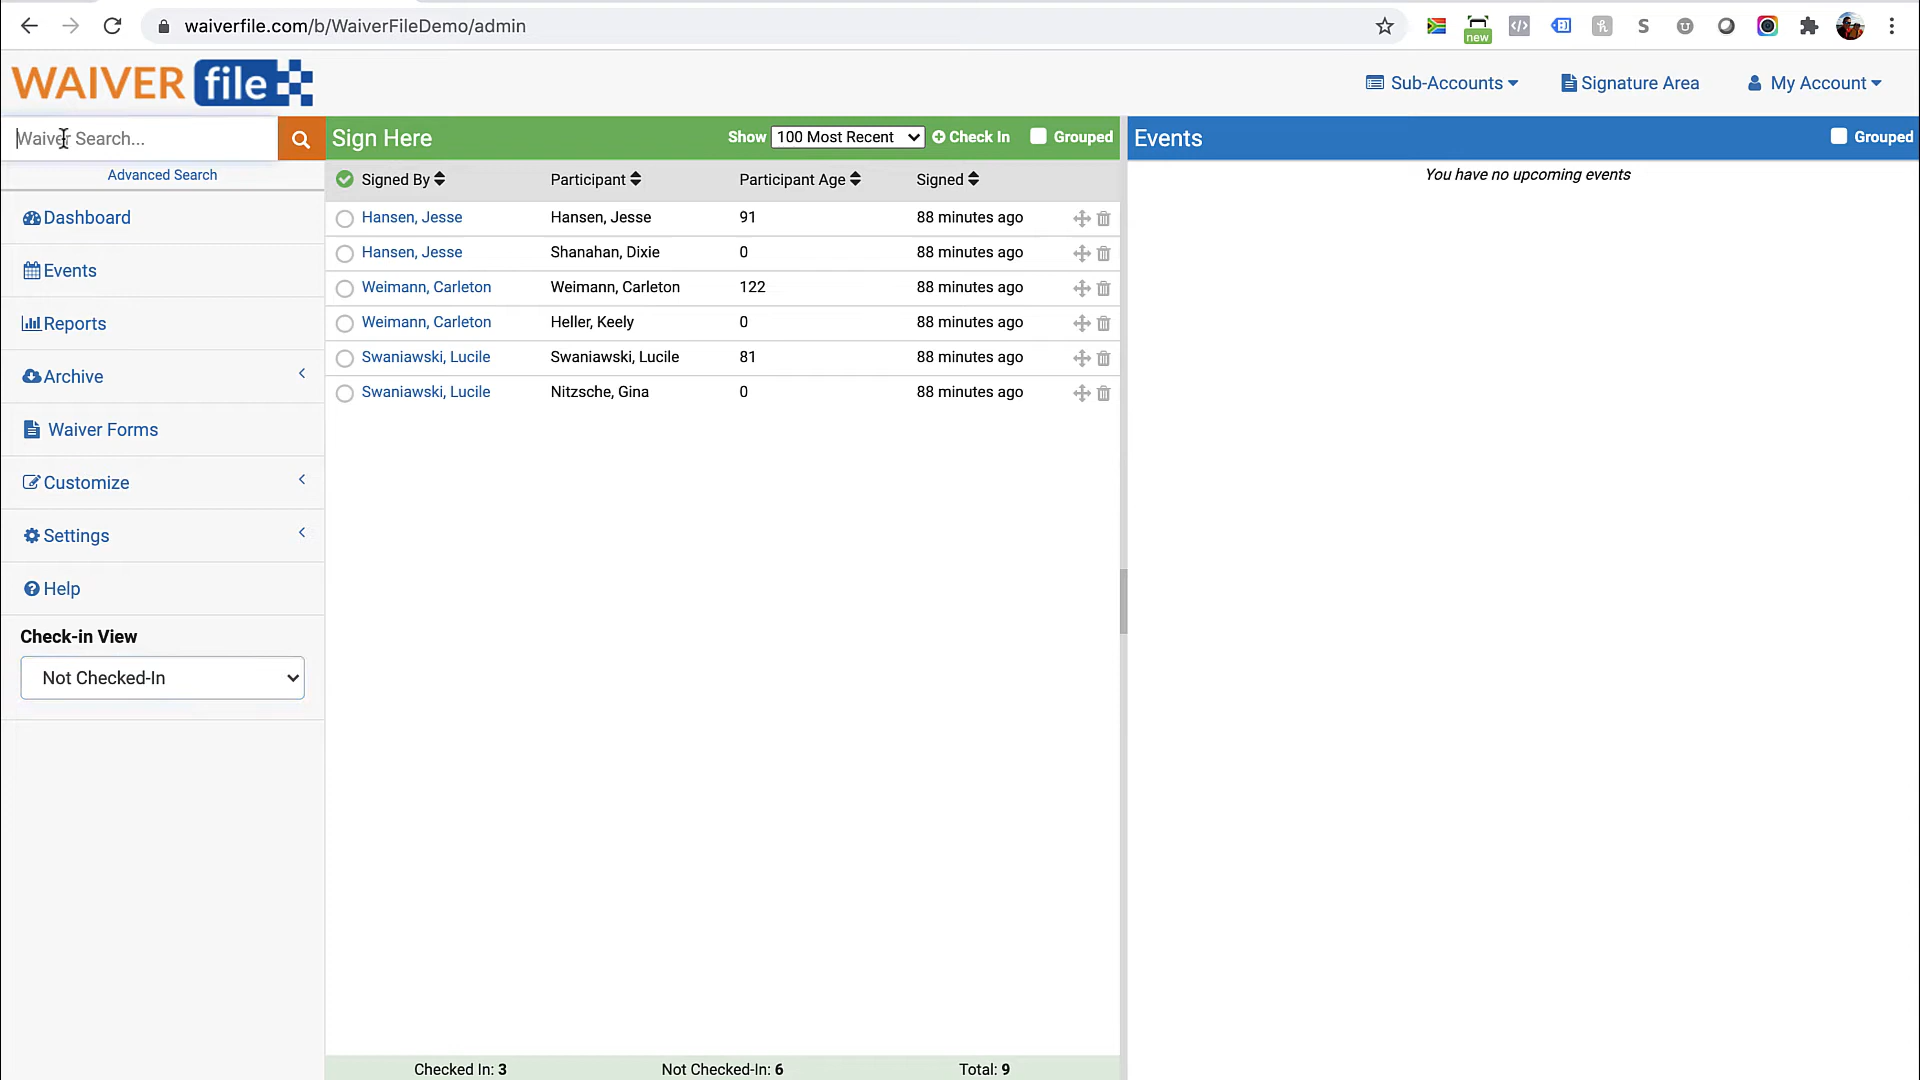 waiverfile.com/b/WaiverFileDemo/admin
new
WAIVER file
Sub-Accounts
Signature Area
My Account
Waiver Search...
Sign Here
Show
100 Most Recent
Check In
Grouped
Events
Grouped
Advanced Search
Signed By
Participant
Participant Age
Signed
You have no upcoming events
Dashboard
Hansen, Jesse Hansen, Jesse 91 88 minutes ago
Hansen, Jesse Shanahan, Dixie 0 88 minutes ago
Events
Weimann, Carleton Weimann, Carleton 122 88 minutes ago
Reports
Weimann, Carleton Heller, Keely 0 88 minutes ago
Swaniawski, Lucile Swaniawski, Lucile 81 88 minutes ago
Archive
Swaniawski, Lucile Nitzsche, Gina 0 88 minutes ago
Waiver Forms
Customize
Settings
Help
Check-in View
Not Checked-In
Checked In: 3
Not Checked-In: 6
Total: 9